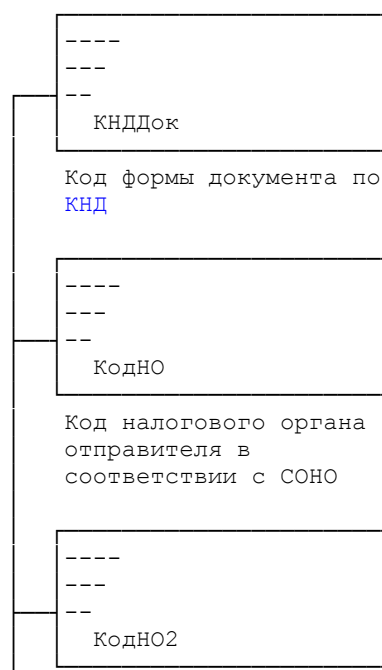 ----
---
--
КНДДок
Код формы документа по
КНД
----
---
--
КодНО
Код налогового органа
отправителя в
соответствии с СОНО
----
---
--
КодНО2